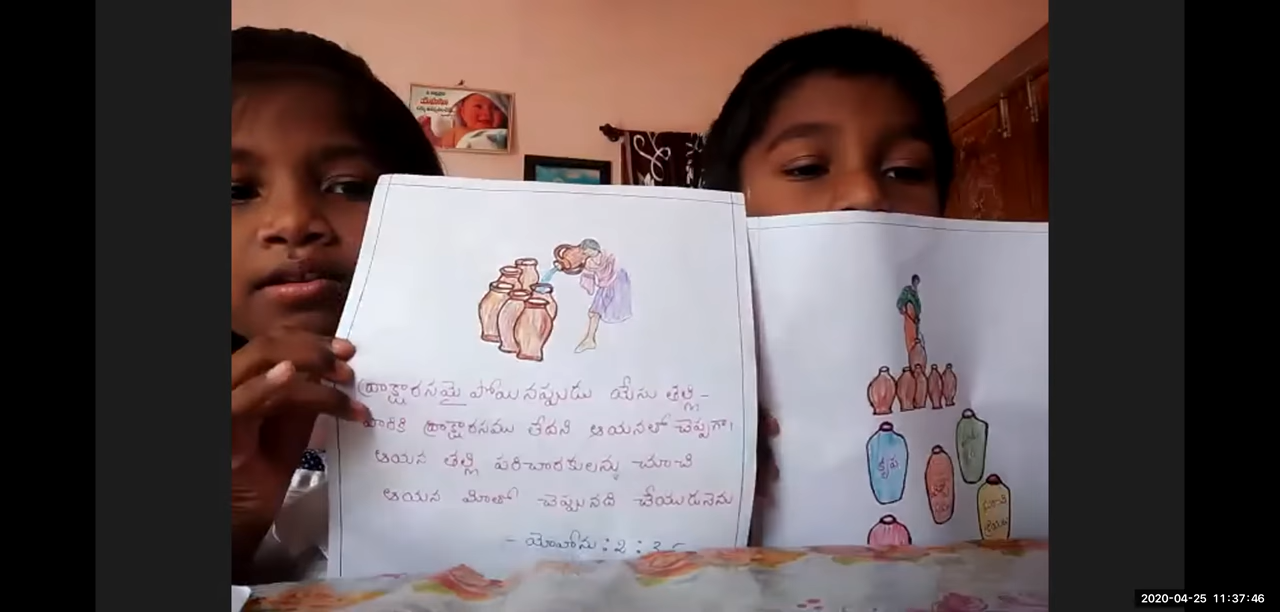 ద్రాక్షారసమై పోయినప్పుడు యేసు తల్లి-
వారికి ద్రాక్షారసము లేదని ఆయనతో చెప్పగా,
ఆయన తల్లి పరిచారకులను చూచి
ఆయన మీతో చెప్పునది చేయుడనెను
- యోహాను : 2 : 3
కృప
2020-04-25 11:37:46